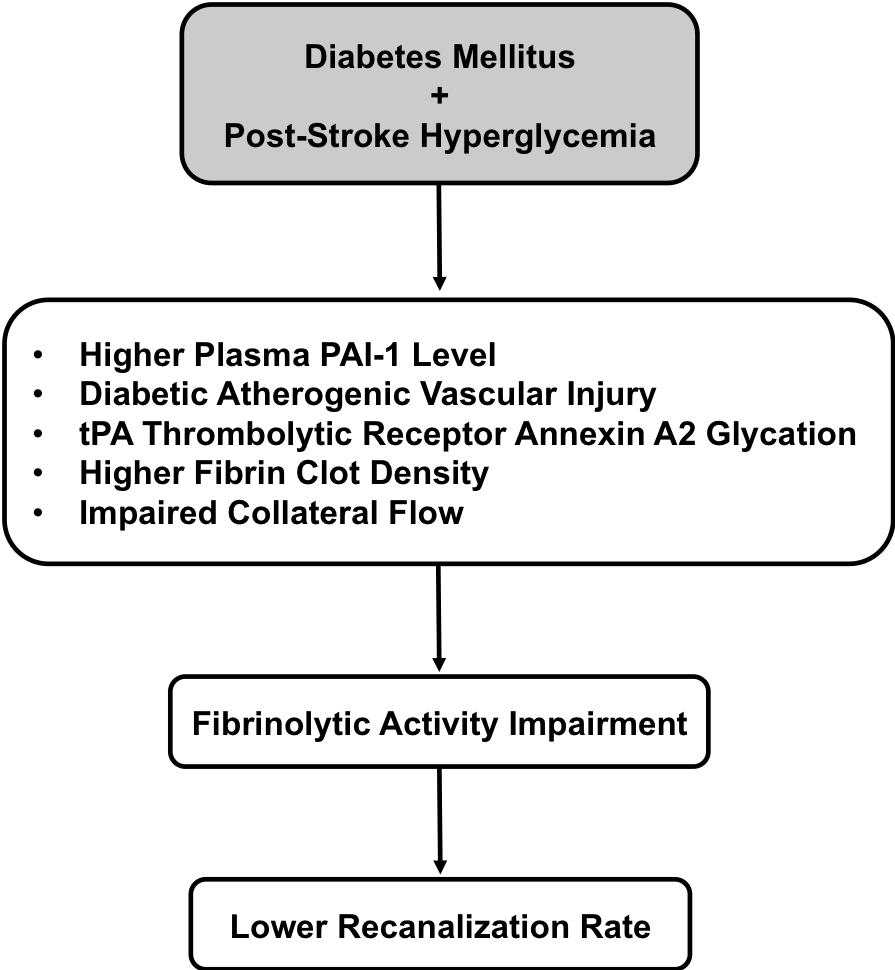 Diabetes Mellitus
+
Post-Stroke Hyperglycemia
• Higher Plasma PAI-1 Level
• Diabetic Atherogenic Vascular Injury
• tPA Thrombolytic Receptor Annexin A2 Glycation
• Higher Fibrin Clot Density
• Impaired Collateral Flow
Fibrinolytic Activity Impairment
Lower Recanalization Rate